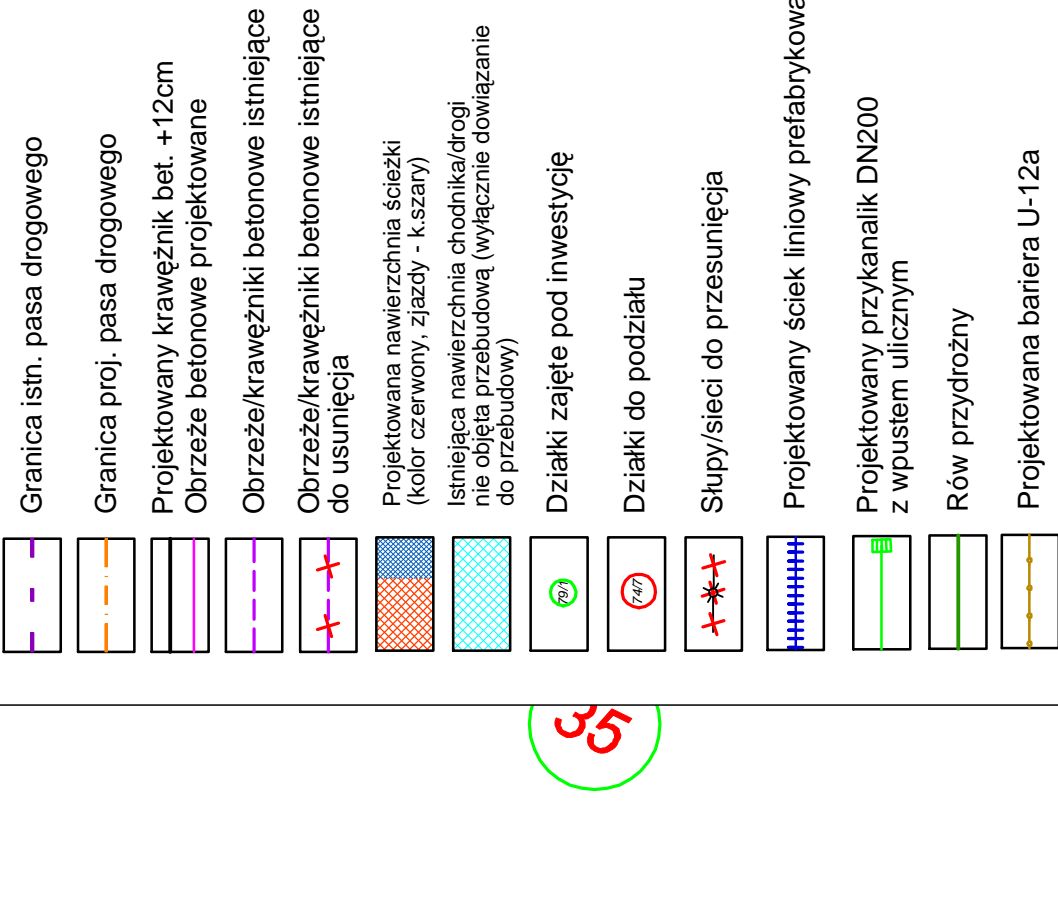 Granica istn. pasa drogowego
Granica proj. pasa drogowego
Projektowany krawężnik bet. +12cm
Obrzeże betonowe projektowane
Obrzeże/krawężniki betonowe istniejące
Obrzeże/krawężniki betonowe istniejące
do usunięcja
Projektowana nawierzchnia ścieżki
(kolor czerwony, zjazdy - k.szary)
Istniejąca nawierzchnia chodnika/drogi
nie objęta przebudową (wyłącznie dowiązanie
do przebudowy)
79/1
Działki zajęte pod inwestycję
74/7
Działki do podziału
Słupy/sieci do przesunięcja
Projektowany ściek liniowy prefabrykowa
Projektowany przykanalik DN200
z wpustem ulicznym
Rów przydrożny
Projektowana bariera U-12a
35